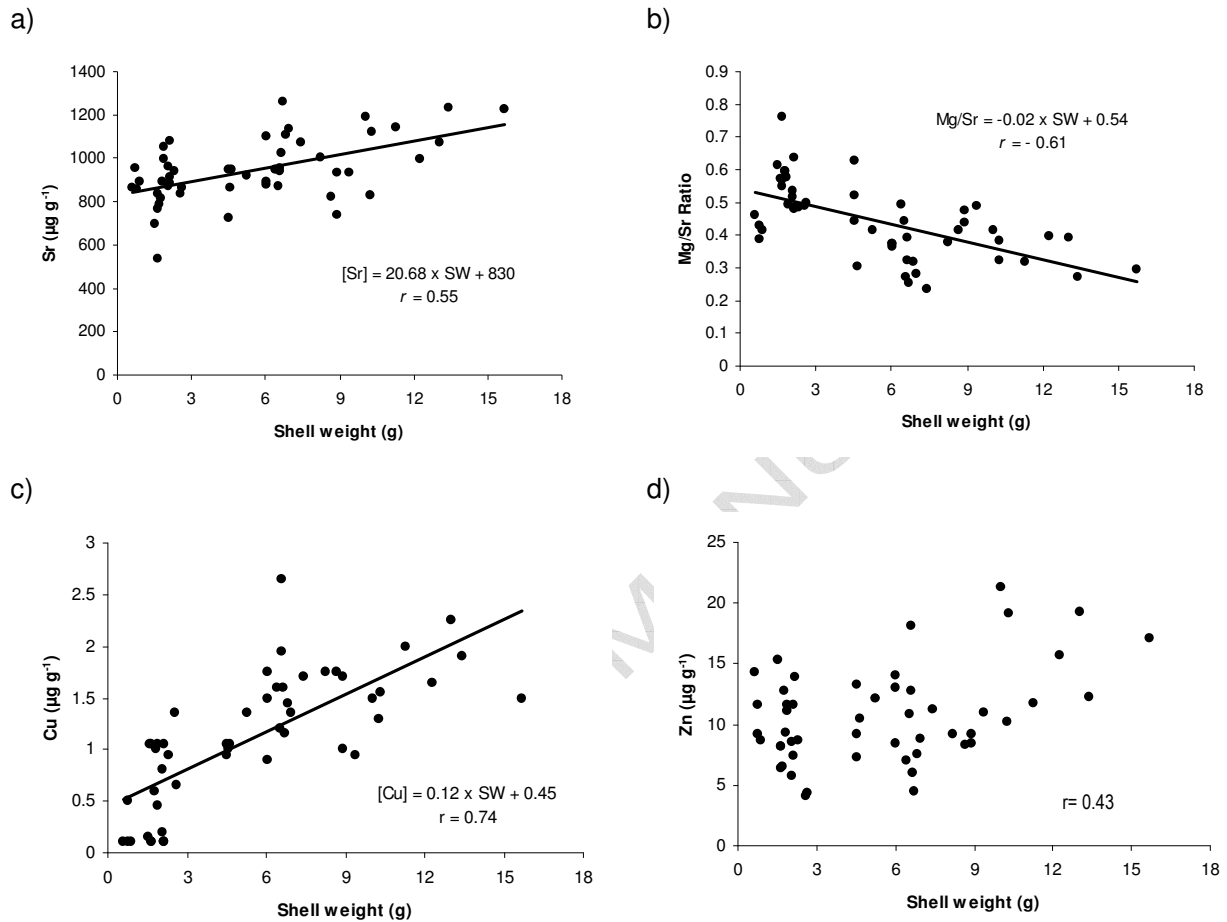 a)
1400
1200
1000
800
600
400
200
0
Sr (µg g⁻¹)
[Sr] = 20.68 x SW + 830
r = 0.55
0 3 6 9 12 15 18
Shell weight (g)
b)
0.9
0.8
0.7
0.6
0.5
0.4
0.3
0.2
0.1
0
Mg/Sr Ratio
Mg/Sr = -0.02 x SW + 0.54
r = - 0.61
0 3 6 9 12 15 18
Shell weight (g)
c)
3
2.5
2
1.5
1
0.5
0
Cu (µg g⁻¹)
[Cu] = 0.12 x SW + 0.45
r = 0.74
0 3 6 9 12 15 18
Shell weight (g)
d)
25
20
15
10
5
0
Zn (µg g⁻¹)
r= 0.43
0 3 6 9 12 15 18
Shell weight (g)